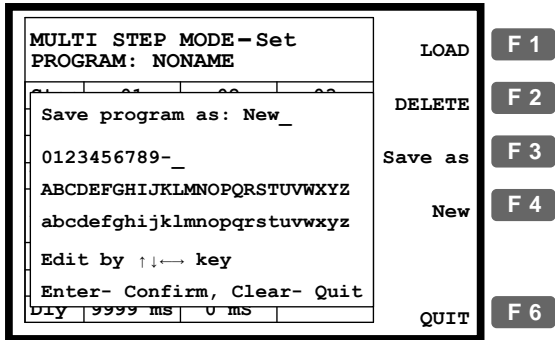 MULTI STEP MODE–Set
PROGRAM: NONAME
Save program as: New_
0123456789-_
ABCDEFGHIJKLMNOPQRSTUVWXYZ
abcdefghijklmnopqrstuvwxyz
Edit by ↑↓←→ key
Enter- Confirm, Clear- Quit
Dly 9999 ms 0 mS
LOAD F 1
DELETE F 2
Save as F 3
New F 4
QUIT F 6